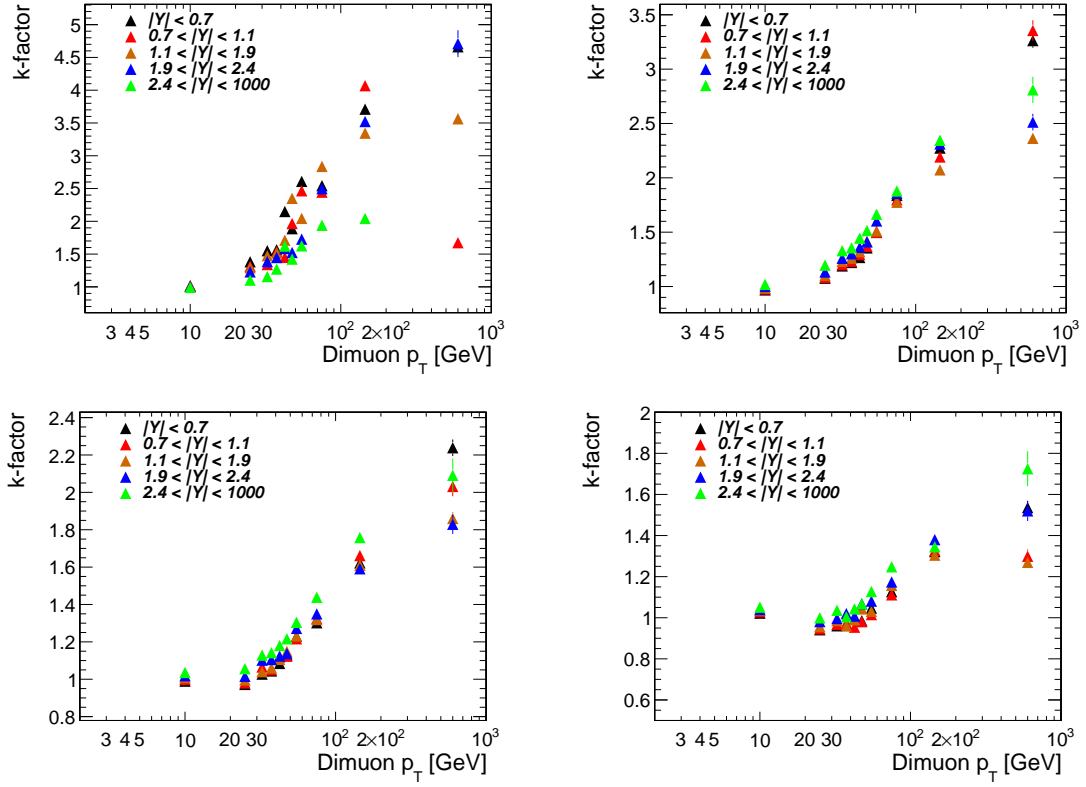 k-factor
5
4.5
4
3.5
3
2.5
2
1.5
1
|Y| < 0.7
0.7 < |Y| < 1.1
1.1 < |Y| < 1.9
1.9 < |Y| < 2.4
2.4 < |Y| < 1000
3 4 5 10 20 30 10² 2×10² 10³
Dimuon p_T [GeV]
k-factor
3.5
3
2.5
2
1.5
1
|Y| < 0.7
0.7 < |Y| < 1.1
1.1 < |Y| < 1.9
1.9 < |Y| < 2.4
2.4 < |Y| < 1000
3 4 5 10 20 30 10² 2×10² 10³
Dimuon p_T [GeV]
k-factor
2.4
2.2
2
1.8
1.6
1.4
1.2
1
0.8
|Y| < 0.7
0.7 < |Y| < 1.1
1.1 < |Y| < 1.9
1.9 < |Y| < 2.4
2.4 < |Y| < 1000
3 4 5 10 20 30 10² 2×10² 10³
Dimuon p_T [GeV]
k-factor
2
1.8
1.6
1.4
1.2
1
0.8
0.6
|Y| < 0.7
0.7 < |Y| < 1.1
1.1 < |Y| < 1.9
1.9 < |Y| < 2.4
2.4 < |Y| < 1000
3 4 5 10 20 30 10² 2×10² 10³
Dimuon p_T [GeV]